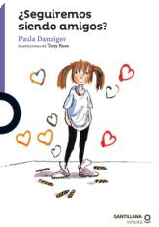 ¿Seguiremos
siendo amigos?
Paula Danziger
Ilustraciones de Tony Ross
SANTILLANA
infantil